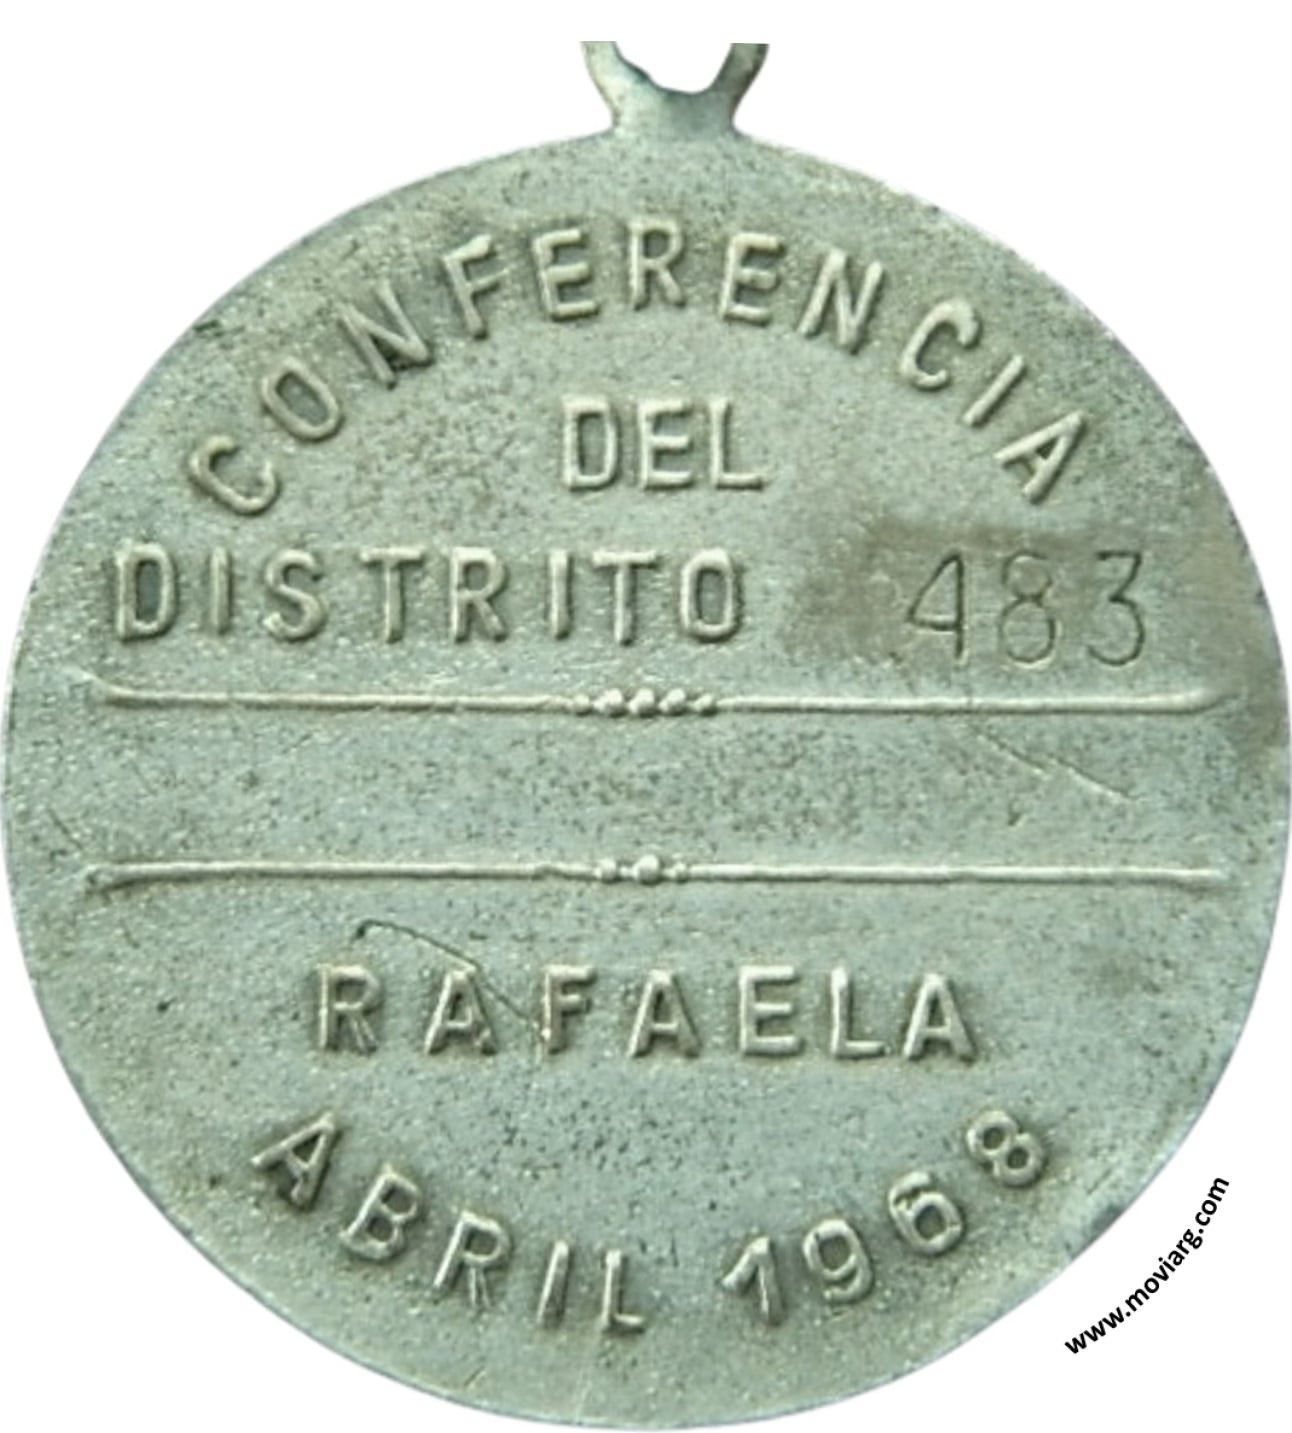 CONFERENCIA
DEL
DISTRITO 483
RAFAELA
ABRIL 1968
www.moviarg.com